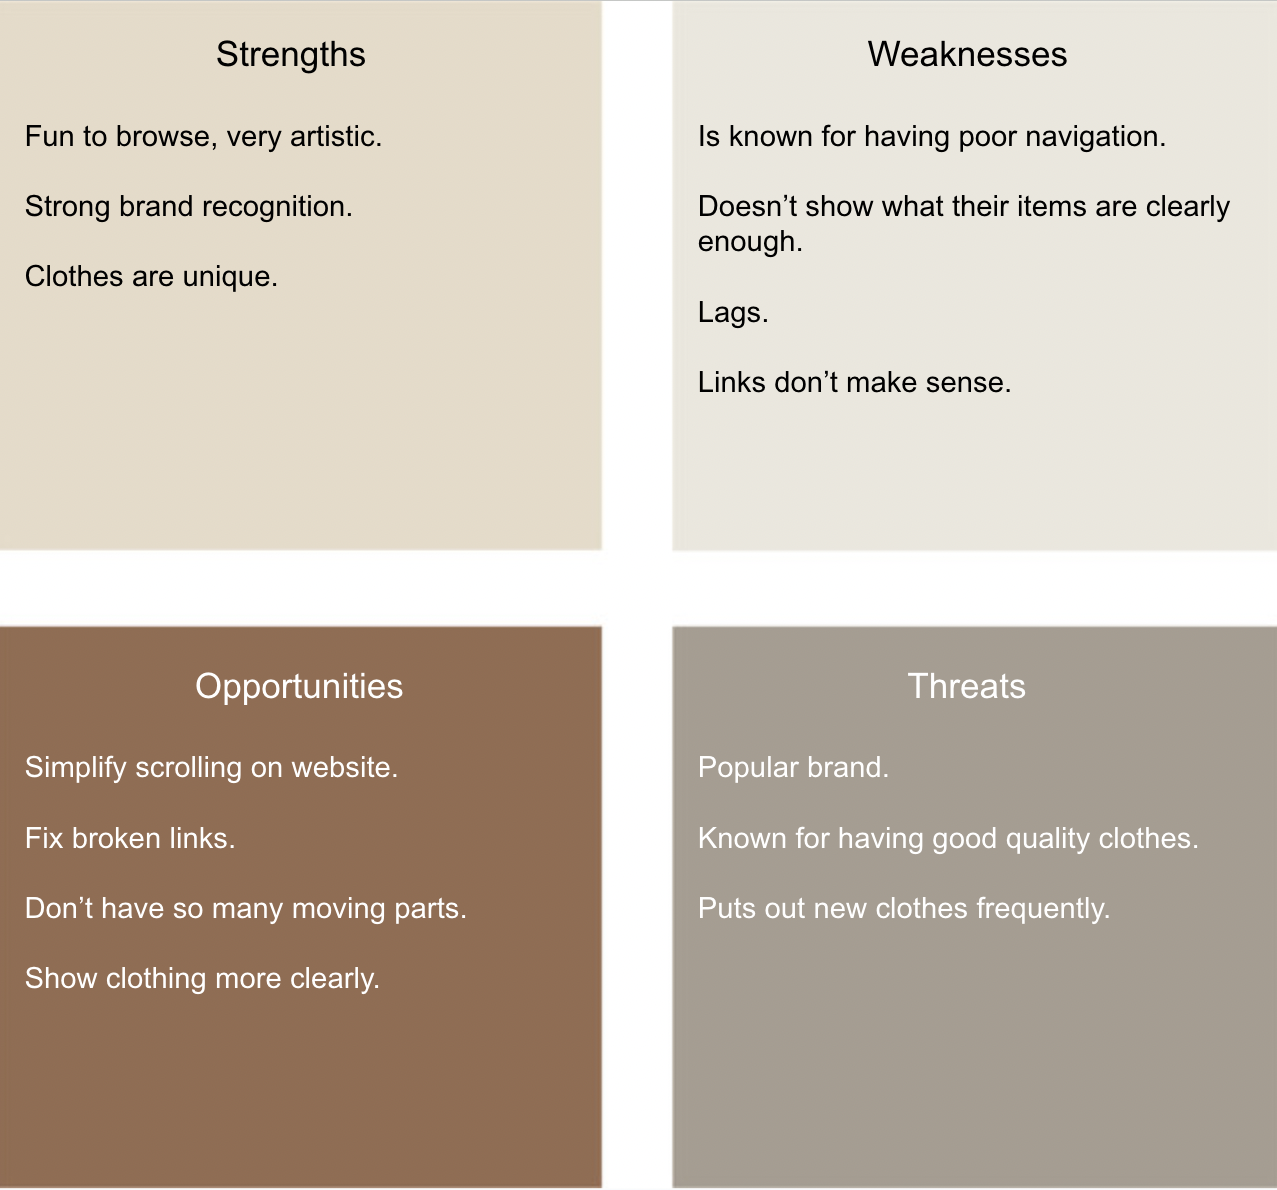 Strengths
Fun to browse, very artistic.
Strong brand recognition.
Clothes are unique.
Weaknesses
Is known for having poor navigation.
Doesn’t show what their items are clearly
enough.
Lags.
Links don’t make sense.
Opportunities
Simplify scrolling on website.
Fix broken links.
Don’t have so many moving parts.
Show clothing more clearly.
Threats
Popular brand.
Known for having good quality clothes.
Puts out new clothes frequently.